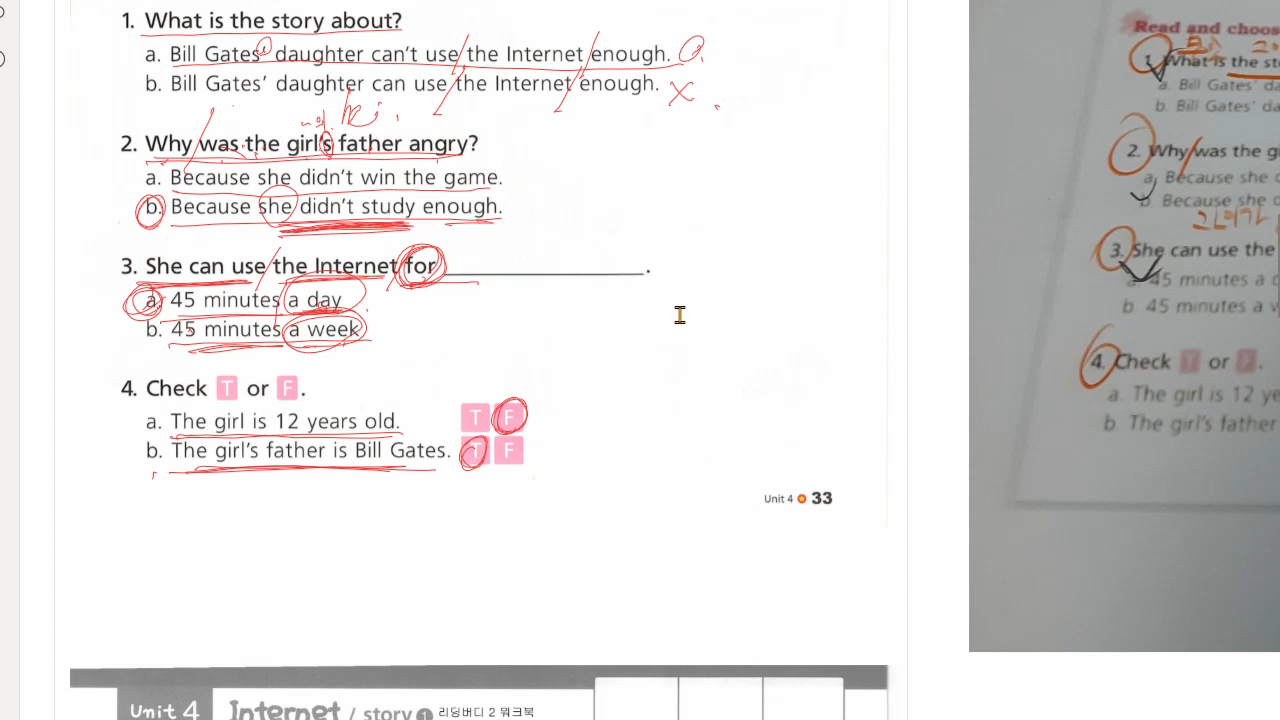 1. What is the story about?
a. Bill Gates' daughter can't use the Internet enough.
b. Bill Gates' daughter can use the Internet enough.
2. Why was the girl's father angry?
a. Because she didn't win the game.
b. Because she didn't study enough.
3. She can use the Internet for ____________________.
a. 45 minutes a day
b. 45 minutes a week
4. Check T or F.
a. The girl is 12 years old. T F
b. The girl's father is Bill Gates. T F
Unit 4 33
Unit 4 Internet / story 1 리딩버디 2 워크북
Read and choose
1. What is the st
a. Bill Gates' da
b. Bill Gates' da
2. Why was the gi
a. Because she
b. Because she d
3. She can use the
a. 45 minutes a d
b. 45 minutes a w
4. Check T or F.
a. The girl is 12 ye
b. The girl's father